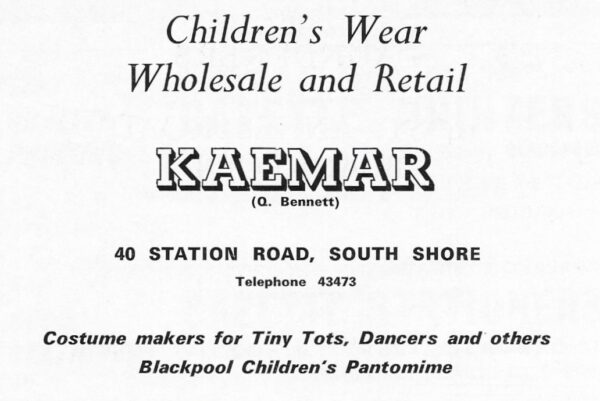 Children's Wear
Wholesale and Retail
KAEMAR
(Q. Bennett)
40 STATION ROAD, SOUTH SHORE
Telephone 43473
Costume makers for Tiny Tots, Dancers and others
Blackpool Children's Pantomime